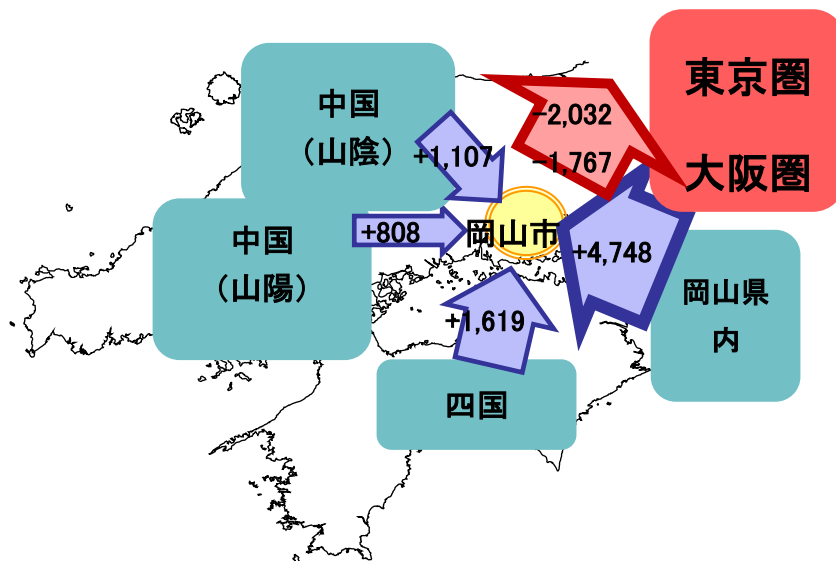 東京圏
大阪圏
中国
（山陰）
-2,032
-1,767
+1,107
中国
（山陽）
+808
岡山市
+4,748
岡山県
内
+1,619
四国